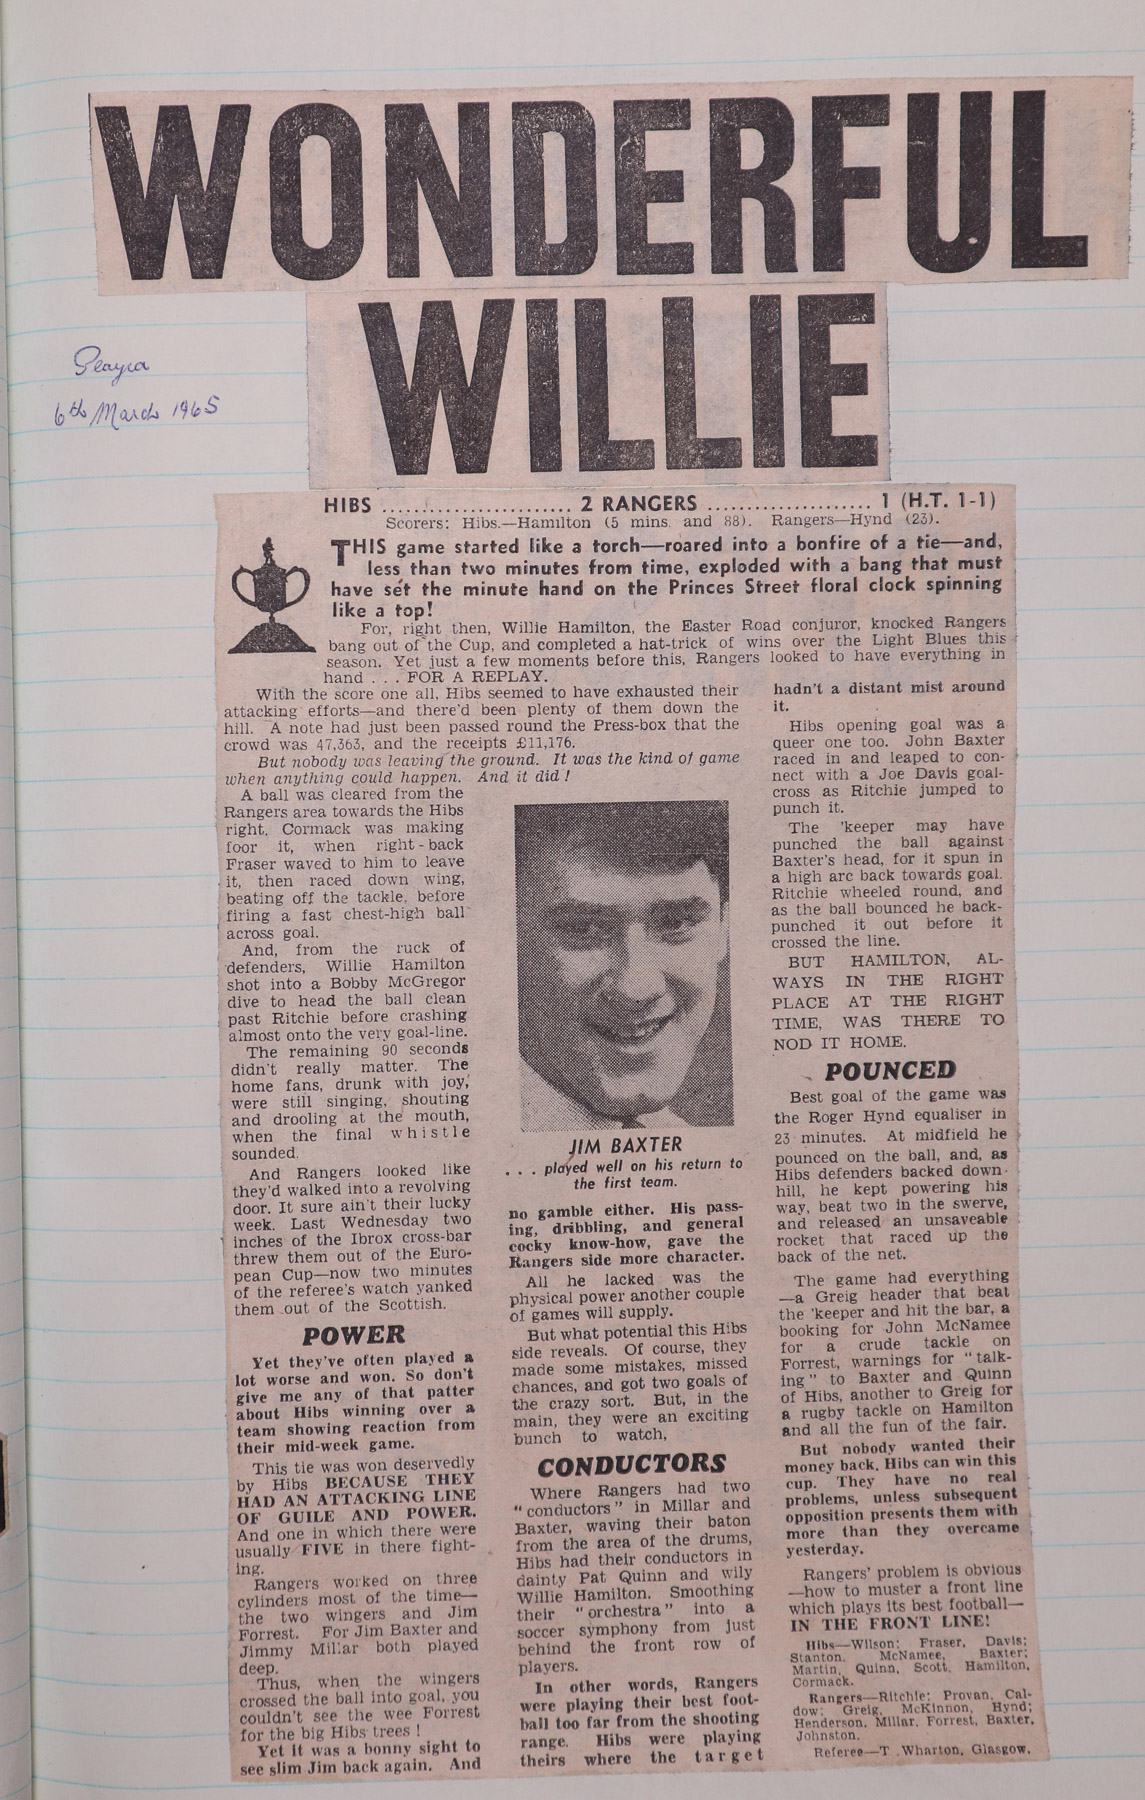 WONDERFUL
WILLIE
Played
6th March 1965
HIBS ........................ 2 RANGERS ..................... 1 (H.T. 1-1)
Scorers: Hibs.—Hamilton (5 mins. and 88). Rangers—Hynd (23).
THIS game started like a torch—roared into a bonfire of a tie—and,
less than two minutes from time, exploded with a bang that must
have set the minute hand on the Princes Street floral clock spinning
like a top!
For, right then, Willie Hamilton, the Easter Road conjuror, knocked Rangers
bang out of the Cup, and completed a hat-trick of wins over the Light Blues this
season. Yet just a few moments before this, Rangers looked to have everything in
hand . . . FOR A REPLAY.
With the score one all, Hibs seemed to have exhausted their
attacking efforts—and there'd been plenty of them down the
hill. A note had just been passed round the Press-box that the
crowd was 47,363, and the receipts £11,176.
But nobody was leaving the ground. It was the kind of game
when anything could happen. And it did!
A ball was cleared from the
Rangers area towards the Hibs
right. Cormack was making
foor it, when right-back
Fraser waved to him to leave
it, then raced down wing,
beating off the tackle, before
firing a fast chest-high ball
across goal.
And, from the ruck of
defenders, Willie Hamilton
shot into a Bobby McGregor
dive to head the ball clean
past Ritchie before crashing
almost onto the very goal-line.
The remaining 90 seconds
didn't really matter. The
home fans, drunk with joy,
were still singing, shouting
and drooling at the mouth,
when the final whistle
sounded.
And Rangers looked like
they'd walked into a revolving
door. It sure ain't their lucky
week. Last Wednesday two
inches of the Ibrox cross-bar
threw them out of the Euro-
pean Cup—now two minutes
of the referee's watch yanked
them out of the Scottish.
POWER
Yet they've often played a
lot worse and won. So don't
give me any of that patter
about Hibs winning over a
team showing reaction from
their mid-week game.
This tie was won deservedly
by Hibs BECAUSE THEY
HAD AN ATTACKING LINE
OF GUILE AND POWER.
And one in which there were
usually FIVE in there fight-
ing.
Rangers worked on three
cylinders most of the time—
the two wingers and Jim
Forrest. For Jim Baxter and
Jimmy Millar both played
deep.
Thus, when the wingers
crossed the ball into goal, you
couldn't see the wee Forrest
for the big Hibs trees!
Yet it was a bonny sight to
see slim Jim back again. And
JIM BAXTER
. . . played well on his return to
the first team.
no gamble either. His pass-
ing, dribbling, and general
cocky know-how, gave the
Rangers side more character.
All he lacked was the
physical power another couple
of games will supply.
But what potential this Hibs
side reveals. Of course, they
made some mistakes, missed
chances, and got two goals of
the crazy sort. But, in the
main, they were an exciting
bunch to watch.
CONDUCTORS
Where Rangers had two
"conductors" in Millar and
Baxter, waving their baton
from the area of the drums,
Hibs had their conductors in
dainty Pat Quinn and wily
Willie Hamilton. Smoothing
their "orchestra" into a
soccer symphony from just
behind the front row of
players.
In other words, Rangers
were playing their best foot-
ball too far from the shooting
range. Hibs were playing
theirs where the target
hadn't a distant mist around
it.
Hibs opening goal was a
queer one too. John Baxter
raced in and leaped to con-
nect with a Joe Davis goal-
cross as Ritchie jumped to
punch it.
The 'keeper may have
punched the ball against
Baxter's head, for it spun in
a high arc back towards goal.
Ritchie wheeled round, and
as the ball bounced he back-
punched it out before it
crossed the line.
BUT HAMILTON, AL-
WAYS IN THE RIGHT
PLACE AT THE RIGHT
TIME, WAS THERE TO
NOD IT HOME.
POUNCED
Best goal of the game was
the Roger Hynd equaliser in
23 minutes. At midfield he
pounced on the ball, and, as
Hibs defenders backed down
hill, he kept powering his
way, beat two in the swerve,
and released an unsaveable
rocket that raced up the
back of the net.
The game had everything
—a Greig header that beat
the 'keeper and hit the bar, a
booking for John McNamee
for a crude tackle on
Forrest, warnings for "talk-
ing" to Baxter and Quinn
of Hibs, another to Greig for
a rugby tackle on Hamilton
and all the fun of the fair.
But nobody wanted their
money back. Hibs can win this
cup. They have no real
problems, unless subsequent
opposition presents them with
more than they overcame
yesterday.
Rangers' problem is obvious
—how to muster a front line
which plays its best football—
IN THE FRONT LINE!
Hibs—Wilson; Fraser, Davis;
Stanton, McNamee, Baxter;
Martin, Quinn, Scott, Hamilton,
Cormack.
Rangers—Ritchie; Provan, Cal-
dow; Greig, McKinnon, Hynd;
Henderson, Millar, Forrest, Baxter,
Johnston.
Referee—T. Wharton, Glasgow.